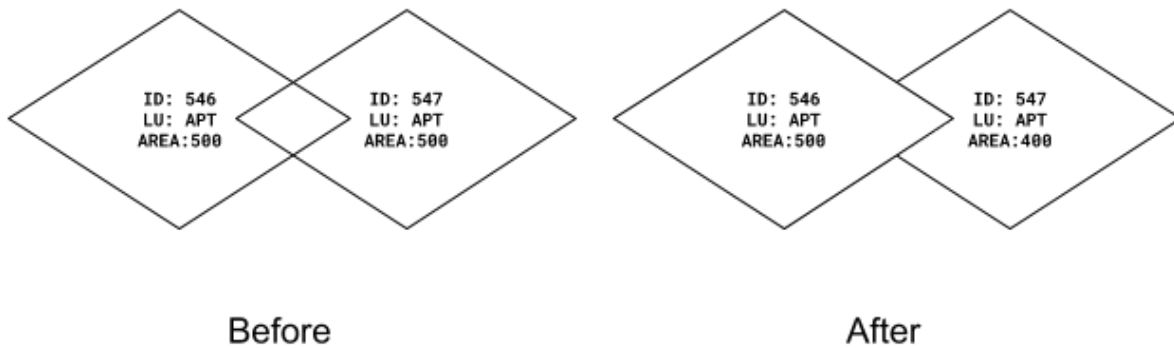 ID: 546
LU: APT
AREA:500
ID: 547
LU: APT
AREA:500
ID: 546
LU: APT
AREA:500
ID: 547
LU: APT
AREA:400
Before
After